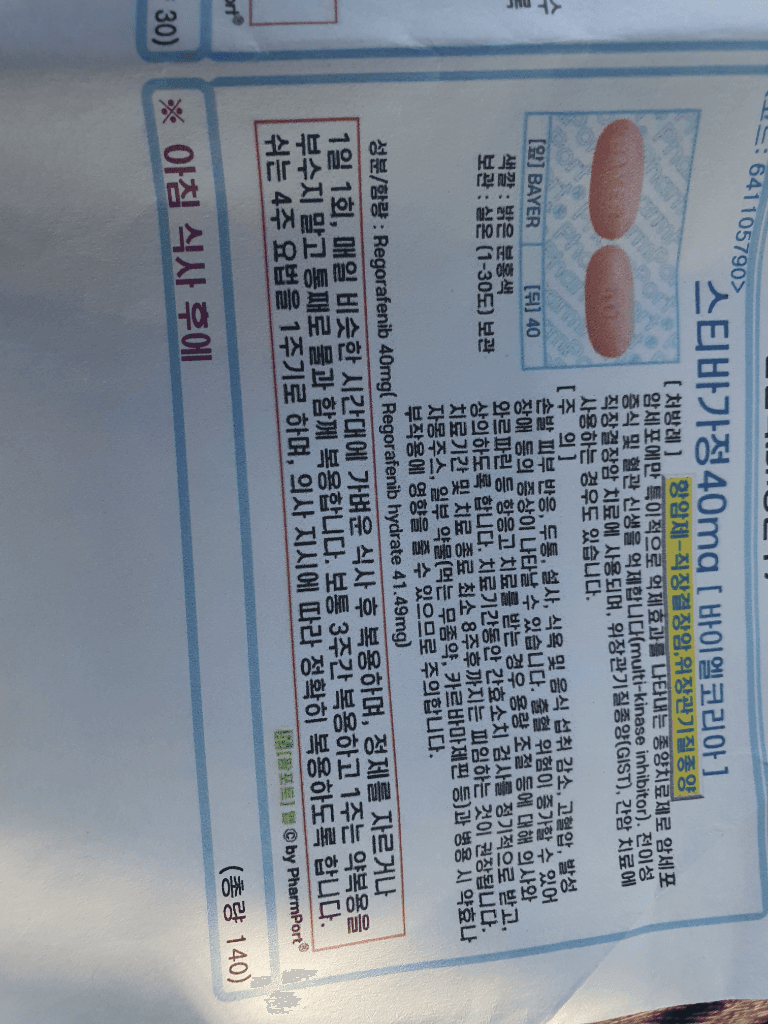 641105790>
스티바가정40mg [ 바이엘코리아 ]
[앞] BAYER [뒤] 40
색깔 : 밝은 분홍색
보관 : 실온 (1-30도) 보관
[ 처방례 ] 항암제-직장결장암,위장관기질종양
암세포에만 특이적으로 억제효과를 나타내는 종양치료제로 암세포
증식 및 혈관 신생을 억제합니다(multi-kinase inhibitor). 전이성
직장결장암 치료에 사용되며, 위장관기질종양(GIST), 간암 치료에
사용하는 경우도 있습니다.
[ 주 의 ]
손발 피부 반응, 두통, 설사, 식욕 및 음식 섭취 감소, 고혈압, 발성
장애 등의 증상이 나타날 수 있습니다. 출혈 위험이 증가할 수 있어
와르파린 등 항응고 치료를 받는 경우 용량 조절 등에 대해 의사와
상의하도록 합니다. 치료기간동안 간효소치 검사를 정기적으로 받고,
치료기간 및 치료 종료 최소 8주후까지는 피임하는 것이 권장됩니다.
자몽주스, 일부 약물(먹는 무좀약, 카르바마제핀 등)과 병용 시 약효나
부작용에 영향을 줄 수 있으므로 주의합니다.
성분/함량 : Regorafenib 40mg( Regorafenib hydrate 41.49mg)
1일 1회, 매일 비슷한 시간대에 가벼운 식사 후 복용하며, 정제를 자르거나
부수지 말고 통째로 물과 함께 복용합니다. 보통 3주간 복용하고 1주는 약복용을
쉬는 4주 요법을 1주기로 하며, 의사 지시에 따라 정확히 복용하도록 합니다.
[팜포트] © by PharmPort®
※ 아침 식사 후에
(총량 140)
30)